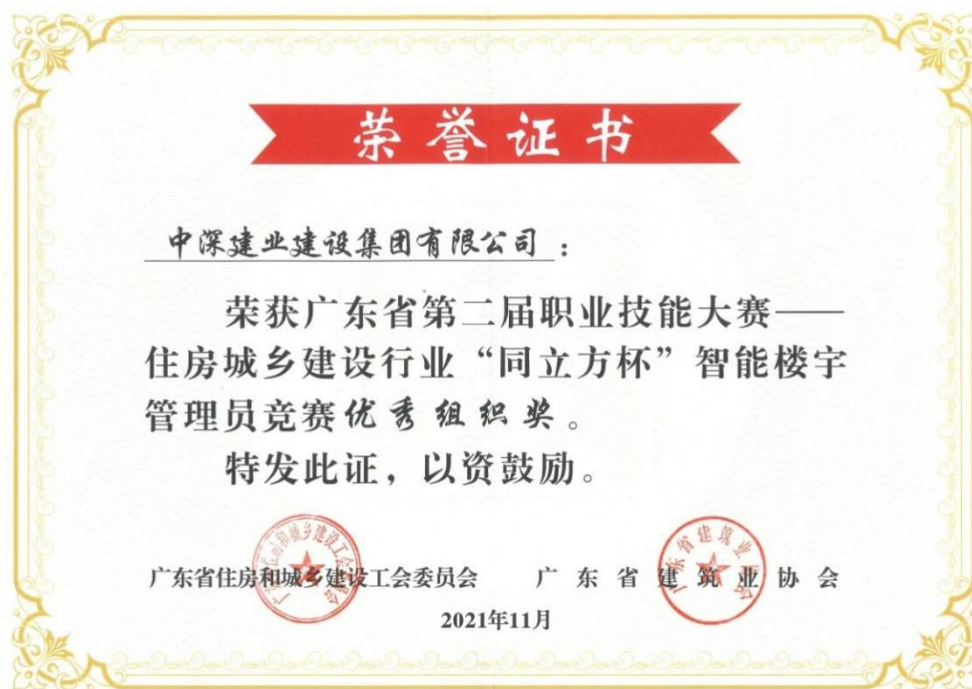 荣誉证书
中深建业建设集团有限公司：
荣获广东省第二届职业技能大赛——
住房城乡建设行业“同立方杯”智能楼宇
管理员竞赛优秀组织奖。
特发此证，以资鼓励。
广东省住房和城乡建设工会委员会 广东省建筑业协会
2021年11月